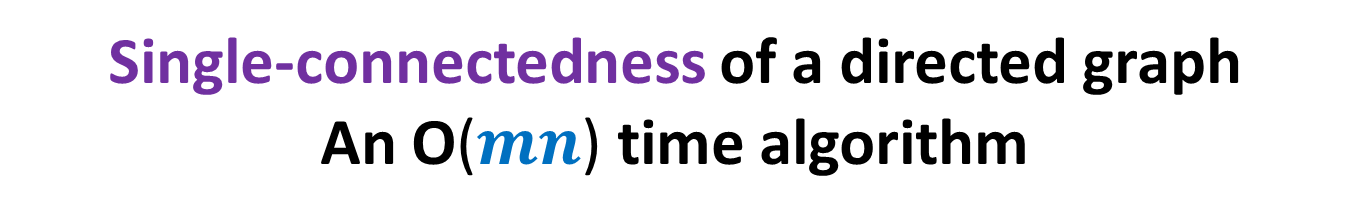 Single-connectedness of a directed graph
An O(mn) time algorithm